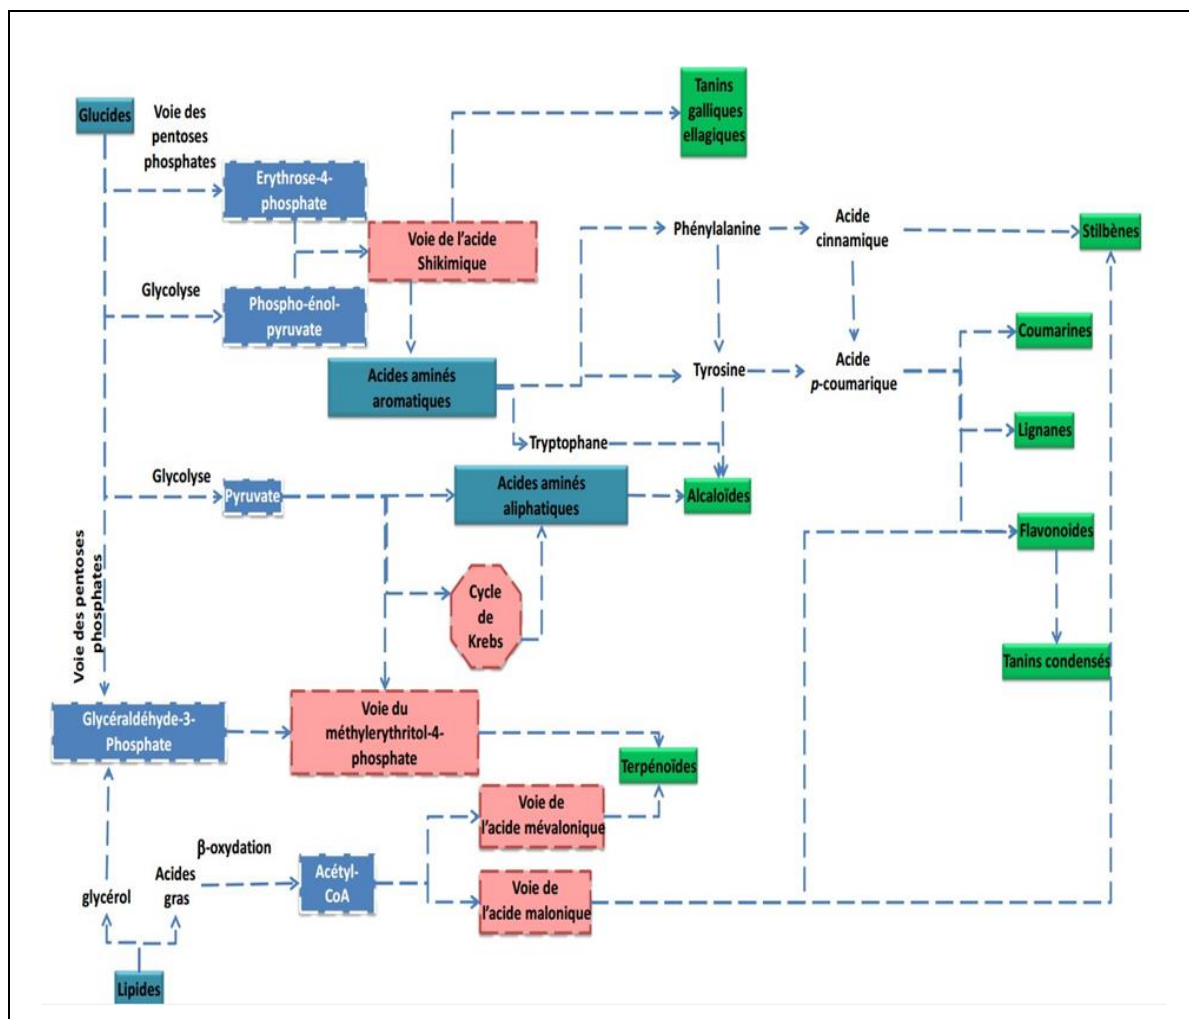 Tanins
galliques
ellagiques
Glucides
Voie des
pentoses
phosphates
Erythrose-4-
phosphate
Voie de l'acide
Shikimique
Phénylalanine
Acide
cinnamique
Stilbènes
Glycolyse
Phospho-énol-
pyruvate
Coumarines
Acides aminés
aromatiques
Tyrosine
Acide
p-coumarique
Lignanes
Tryptophane
Glycolyse
Pyruvate
Acides aminés
aliphatiques
Alcaloïdes
Flavonoïdes
Voie des pentoses
phosphates
Cycle
de
Krebs
Tanins condensés
Glycéraldéhyde-3-
Phosphate
Voie du
méthylerythritol-4-
phosphate
Terpénoïdes
Voie de
l'acide mévalonique
β-oxydation
glycérol
Acides
gras
Acétyl-
CoA
Voie de
l'acide malonique
Lipides